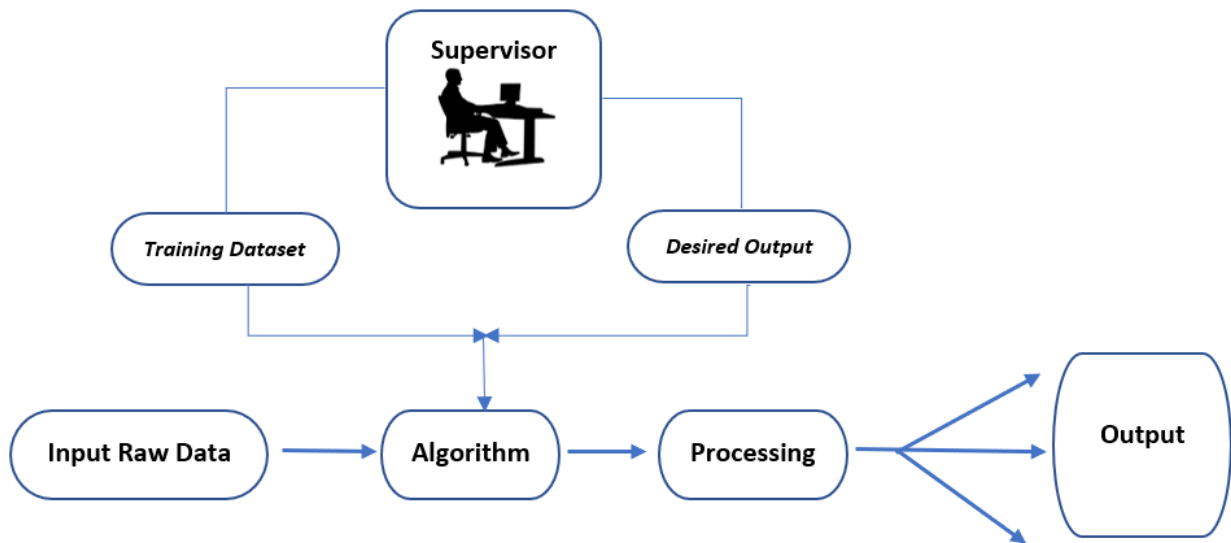 Supervisor
Training Dataset
Desired Output
Input Raw Data
Algorithm
Processing
Output